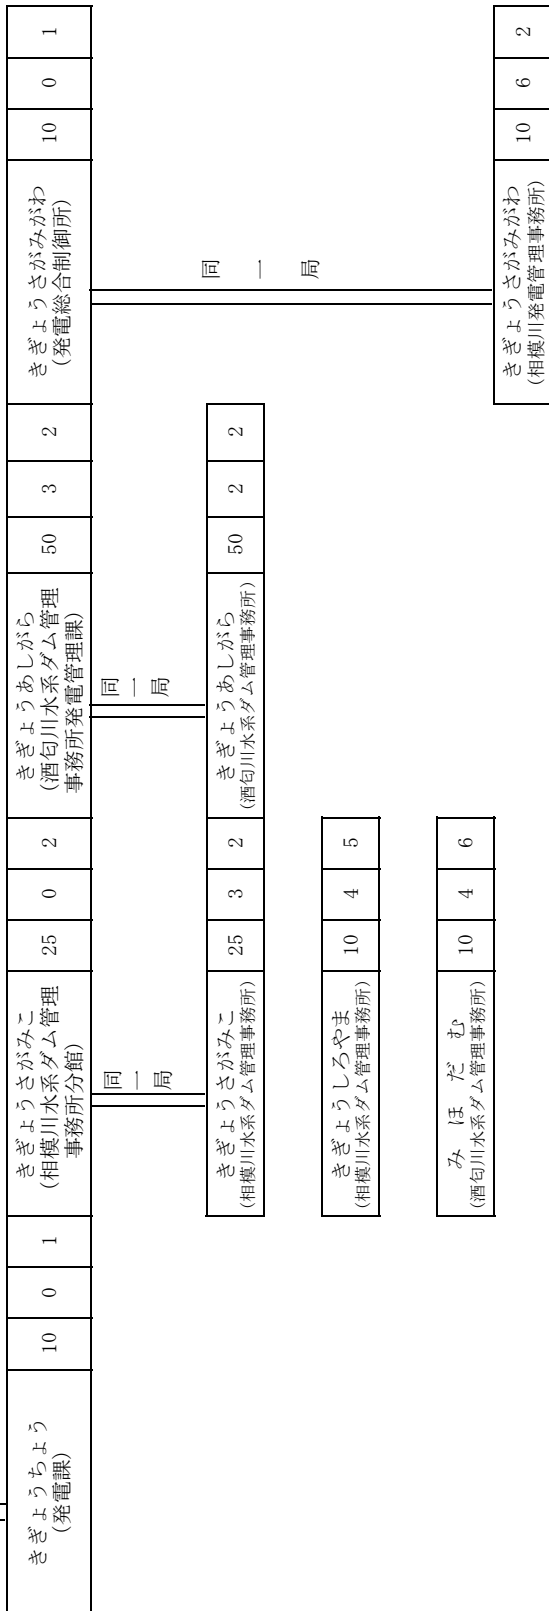 きぎょうちょう
(発電課)
10
0
1
きぎょうさがみこ
(相模川水系ダム管理
事務所分館)
25
0
2
きぎょうあしがら
(酒匂川水系ダム管理
事務所発電管理課)
50
3
2
きぎょうさがみがわ
(発電総合制御所)
10
0
1
同一局
同一局
同一局
きぎょうさがみこ
(相模川水系ダム管理事務所)
25
3
2
きぎょうあしがら
(酒匂川水系ダム管理事務所)
50
2
2
きぎょうしろやま
(相模川水系ダム管理事務所)
10
4
5
みほだむ
(酒匂川水系ダム管理事務所)
10
4
6
きぎょうさがみがわ
(相模川発電管理事務所)
10
6
2